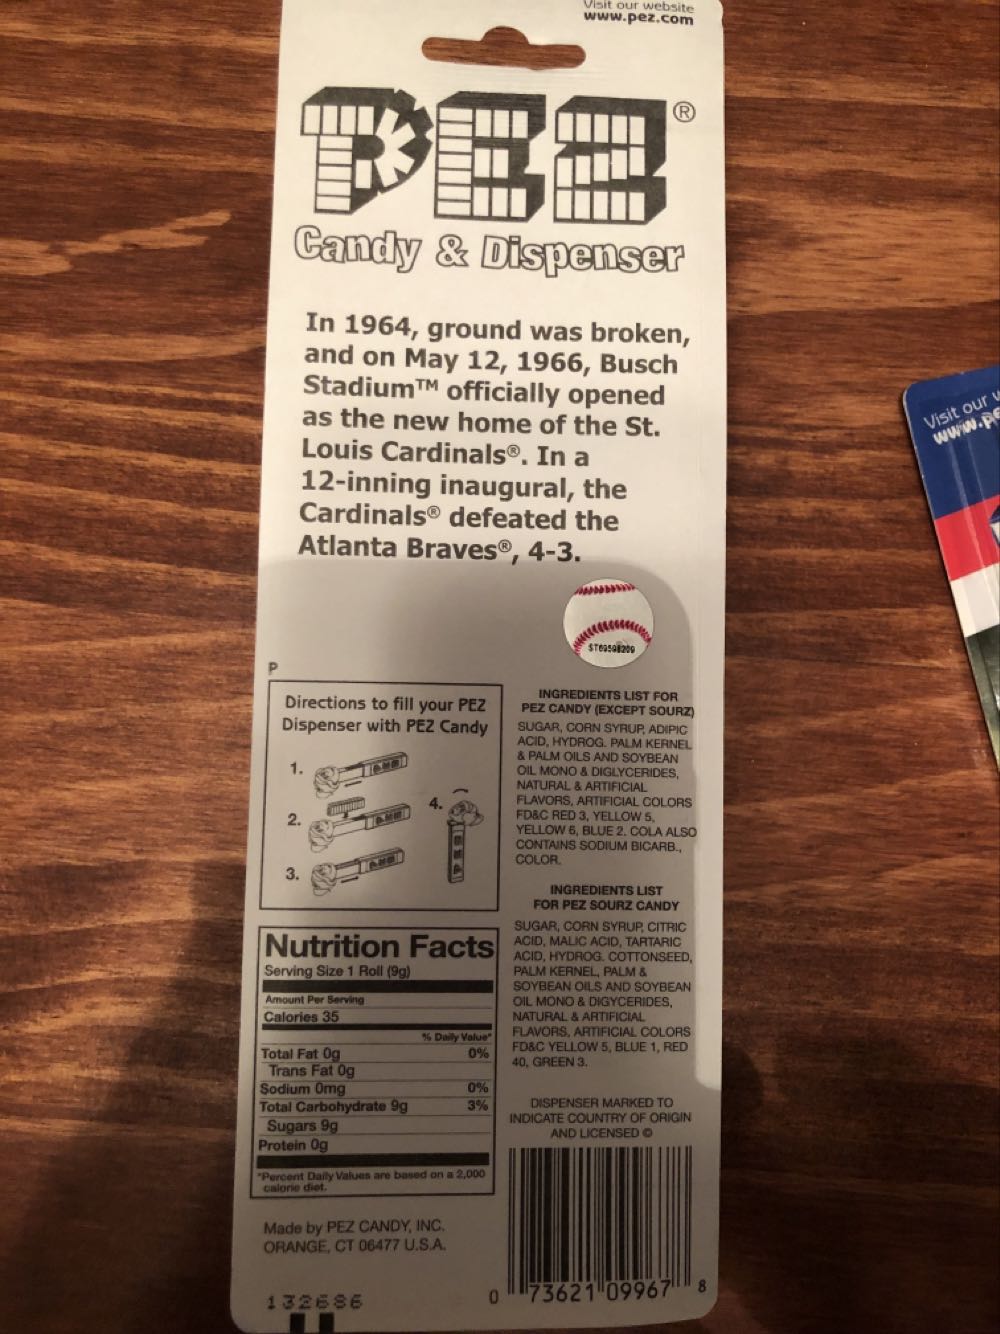 Visit our website
www.pez.com
PEZ®
Candy & Dispenser
In 1964, ground was broken,
and on May 12, 1966, Busch
Stadium™ officially opened
as the new home of the St.
Louis Cardinals®. In a
12-inning inaugural, the
Cardinals® defeated the
Atlanta Braves®, 4-3.
P
Directions to fill your PEZ
Dispenser with PEZ Candy
1.
2.
3.
4.
Nutrition Facts
Serving Size 1 Roll (9g)
Amount Per Serving
Calories 35
% Daily Value*
Total Fat 0g 0%
Trans Fat 0g
Sodium 0mg 0%
Total Carbohydrate 9g 3%
Sugars 9g
Protein 0g
*Percent Daily Values are based on a 2,000
calorie diet.
Made by PEZ CANDY, INC.
ORANGE, CT 06477 U.S.A.
132686
INGREDIENTS LIST FOR
PEZ CANDY (EXCEPT SOURZ)
SUGAR, CORN SYRUP, ADIPIC
ACID, HYDROG. PALM KERNEL
& PALM OILS AND SOYBEAN
OIL MONO & DIGLYCERIDES,
NATURAL & ARTIFICIAL
FLAVORS, ARTIFICIAL COLORS
FD&C RED 3, YELLOW 5,
YELLOW 6, BLUE 2. COLA ALSO
CONTAINS SODIUM BICARB.,
COLOR.
INGREDIENTS LIST
FOR PEZ SOURZ CANDY
SUGAR, CORN SYRUP, CITRIC
ACID, MALIC ACID, TARTARIC
ACID, HYDROG. COTTONSEED,
PALM KERNEL, PALM &
SOYBEAN OILS AND SOYBEAN
OIL MONO & DIGYCERIDES,
NATURAL & ARTIFICIAL
FLAVORS, ARTIFICIAL COLORS
FD&C YELLOW 5, BLUE 1, RED
40, GREEN 3.
DISPENSER MARKED TO
INDICATE COUNTRY OF ORIGIN
AND LICENSED ©
0 73621 09967 8
Visit our
www.pe